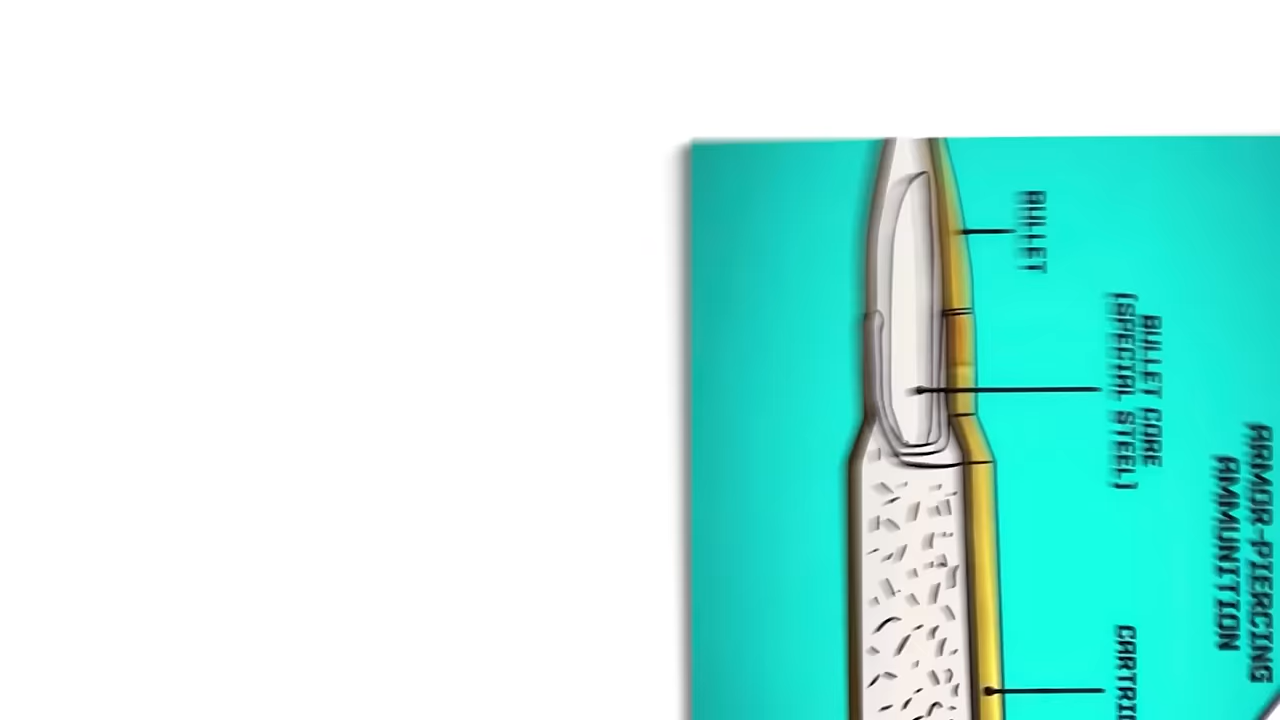 ARMOR-PIERCING
AMMUNITION
BULLET
BULLET CORE
(SPECIAL STEEL)